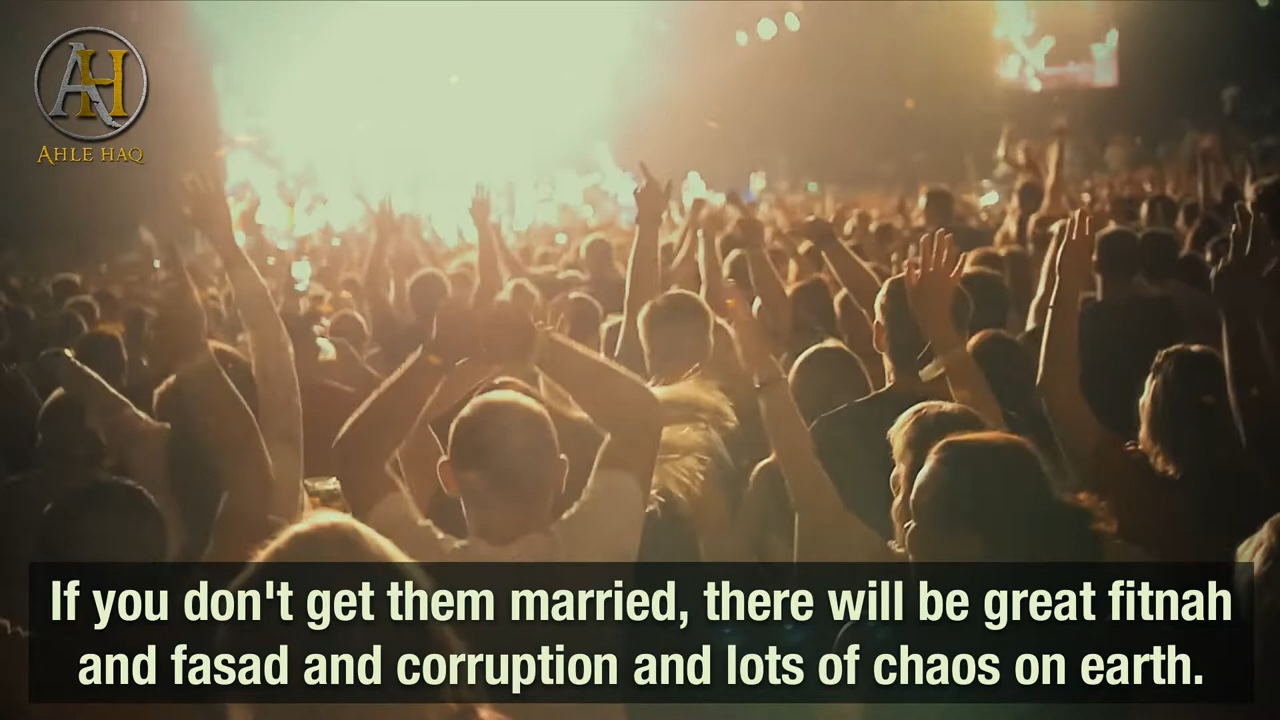 AH
AHLE HAQ
If you don't get them married, there will be great fitnah
and fasad and corruption and lots of chaos on earth.